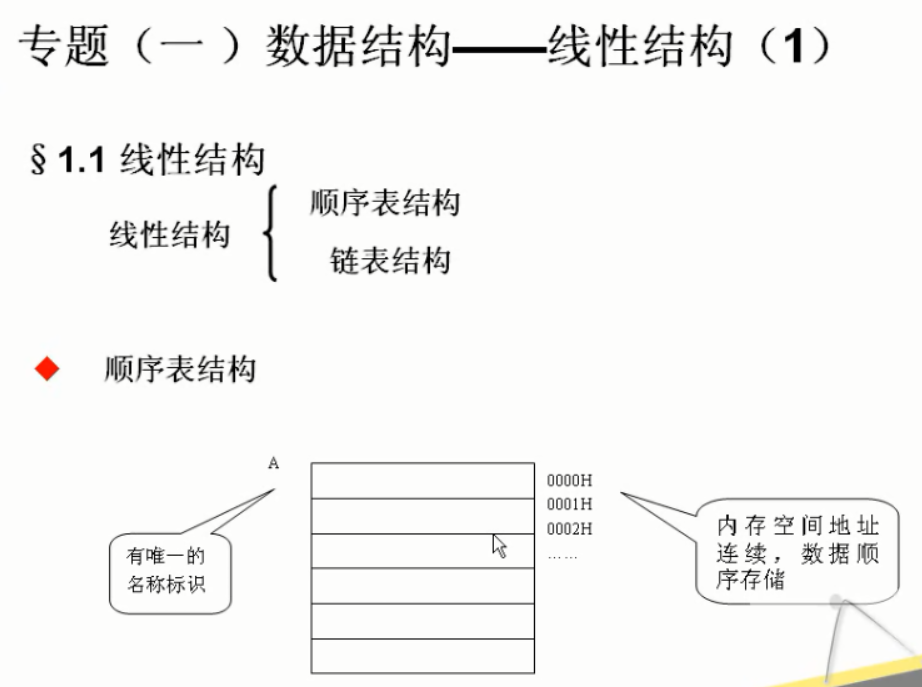 专题（一）数据结构——线性结构（1）
§1.1 线性结构
顺序表结构
线性结构
链表结构
顺序表结构
A
0000H
0001H
0002H
……
有唯一的
名称标识
内存空间地址
连续，数据顺
序存储